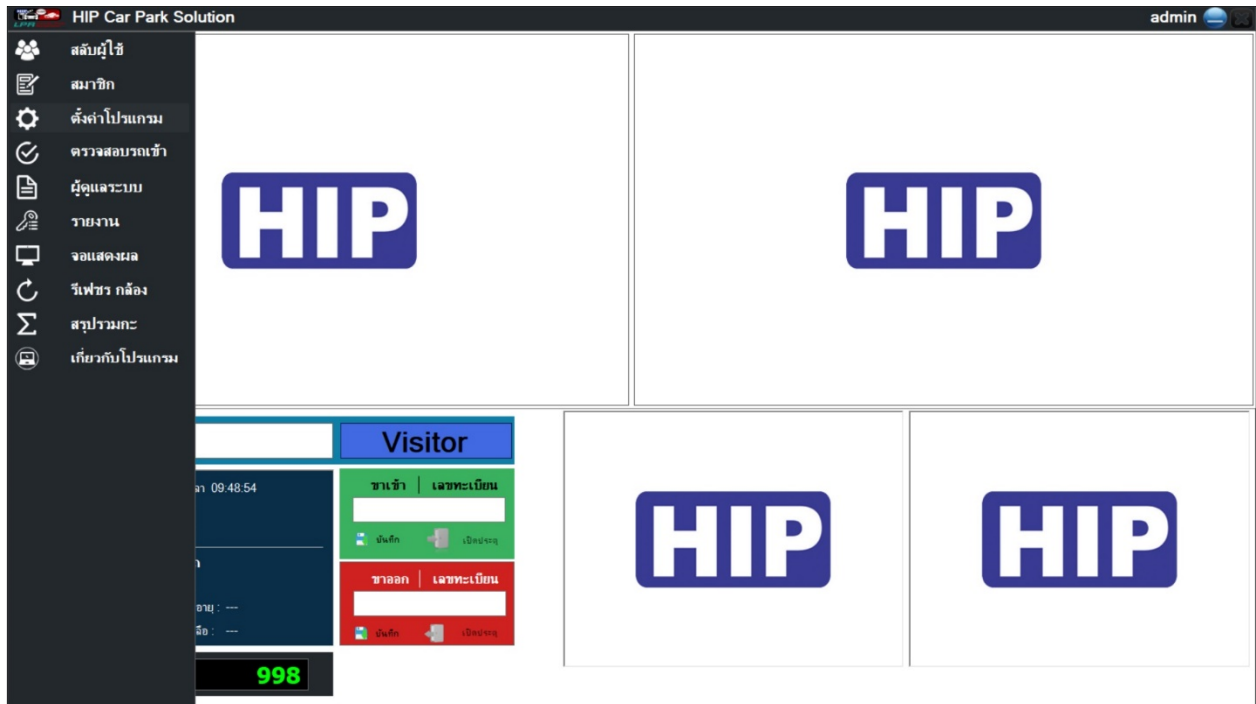 LPR
HIP Car Park Solution
admin
สลับผู้ใช้
สมาชิก
ตั้งค่าโปรแกรม
ตรวจสอบรถเข้า
ผู้ดูแลระบบ
รายงาน
จอแสดงผล
รีเฟชร กล้อง
สรุปรวมกะ
เกี่ยวกับโปรแกรม
HIP
HIP
Visitor
ลา 09:48:54
ขาเข้า | เลขทะเบียน
บันทึก เปิดประตู
ขาออก | เลขทะเบียน
อายุ : ---
ลือ : ---
บันทึก เปิดประตู
998
HIP
HIP